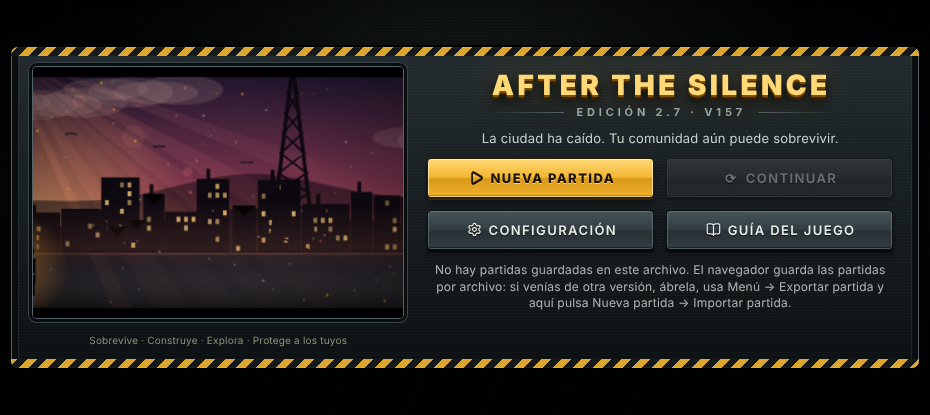 AFTER THE SILENCE
EDICIÓN 2.7 · V157
La ciudad ha caído. Tu comunidad aún puede sobrevivir.
NUEVA PARTIDA
CONTINUAR
CONFIGURACIÓN
GUÍA DEL JUEGO
No hay partidas guardadas en este archivo. El navegador guarda las partidas
por archivo: si venías de otra versión, ábrela, usa Menú → Exportar partida y
aquí pulsa Nueva partida → Importar partida.
Sobrevive · Construye · Explora · Protege a los tuyos